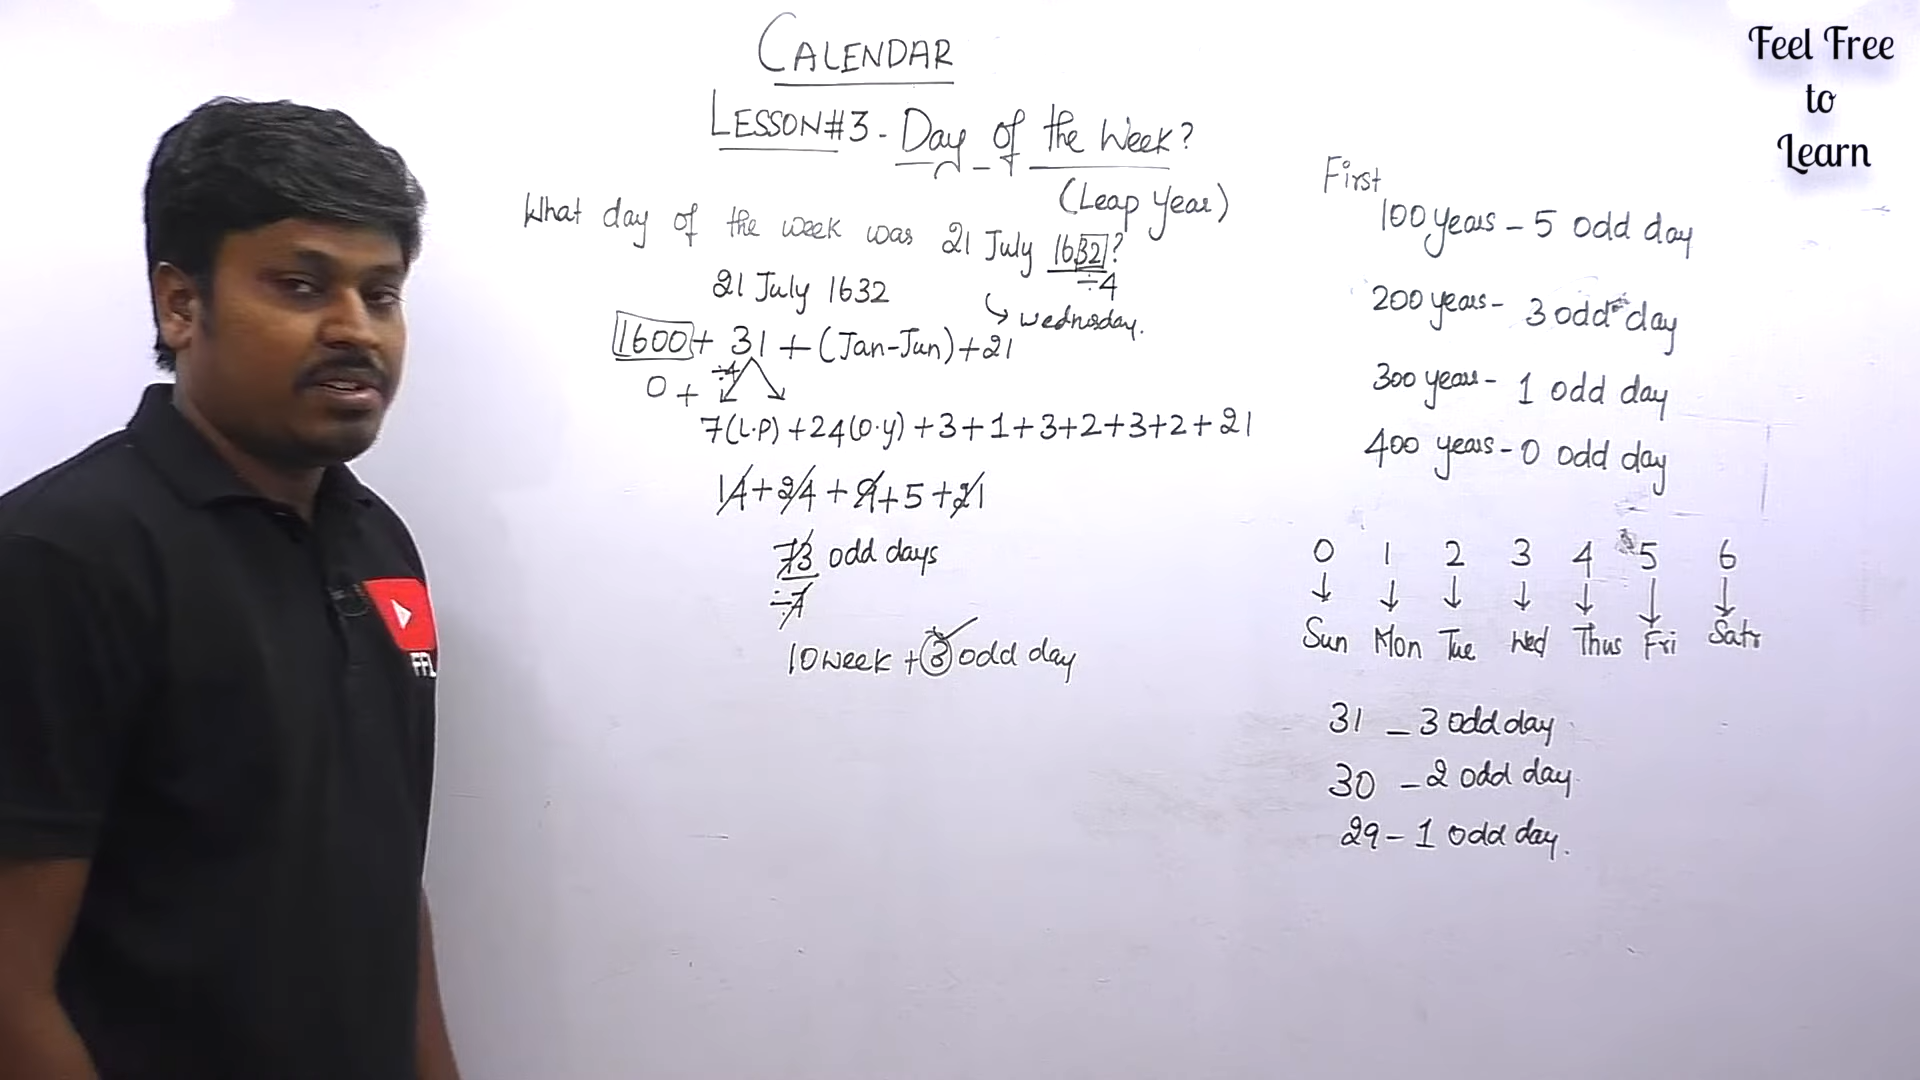 CALENDAR
LESSON#3 - Day of the Week?
(Leap Year)
What day of the week was 21 July 1632?
÷4
21 July 1632
→ wednesday.
1600 + 31 + (Jan-Jun) + 21
÷4
0 +
7(L.P) + 24(O.y) + 3 + 1 + 3 + 2 + 3 + 2 + 21
14 + 24 + 9 + 5 + 21
73 odd days
÷7
10 week + 3 odd day
Feel Free
to
Learn
First
100 years - 5 odd day
200 years - 3 odd day
300 years - 1 odd day
400 years - 0 odd day
0 1 2 3 4 5 6
↓ ↓ ↓ ↓ ↓ ↓ ↓
Sun Mon Tue Wed Thus Fri Satr
31 - 3 odd day
30 - 2 odd day
29 - 1 odd day.
FFL